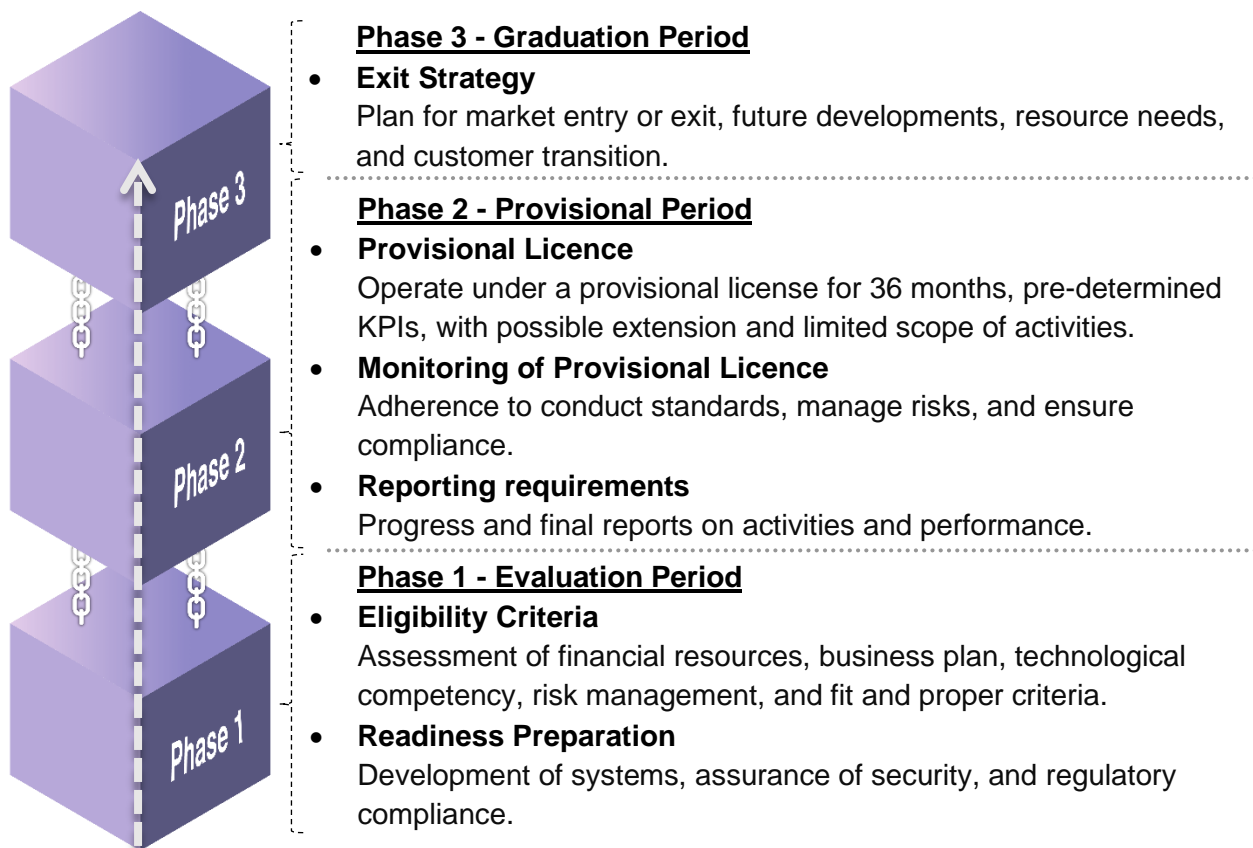 Phase 3 - Graduation Period
• Exit Strategy
Plan for market entry or exit, future developments, resource needs,
and customer transition.
Phase 3
Phase 2 - Provisional Period
• Provisional Licence
Operate under a provisional license for 36 months, pre-determined
KPIs, with possible extension and limited scope of activities.
• Monitoring of Provisional Licence
Adherence to conduct standards, manage risks, and ensure
compliance.
Phase 2
• Reporting requirements
Progress and final reports on activities and performance.
Phase 1 - Evaluation Period
• Eligibility Criteria
Assessment of financial resources, business plan, technological
competency, risk management, and fit and proper criteria.
• Readiness Preparation
Phase 1
Development of systems, assurance of security, and regulatory
compliance.